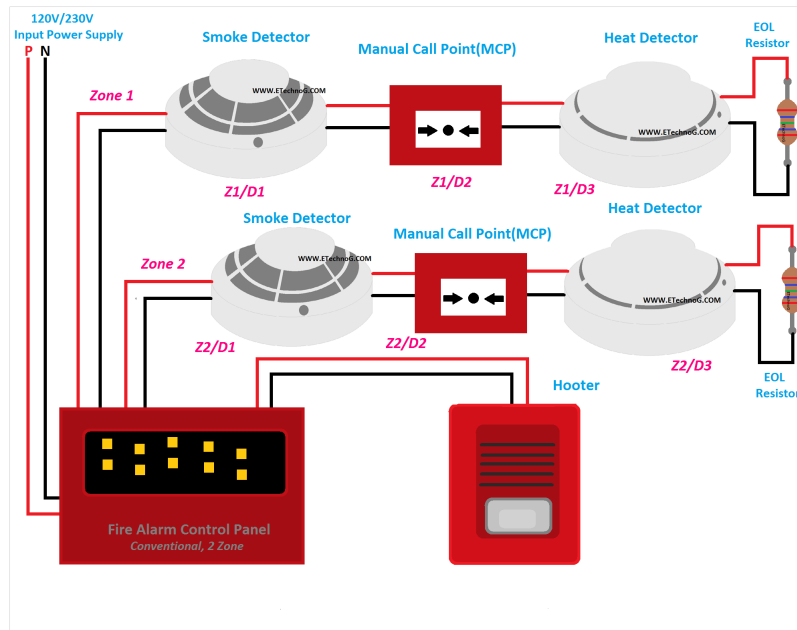 120V/230V
Input Power Supply
P N
Smoke Detector
Manual Call Point(MCP)
Heat Detector
EOL
Resistor
Zone 1
WWW.ETechnoG.COM
WWW.ETechnoG.COM
Z1/D1
Z1/D2
Z1/D3
Smoke Detector
Manual Call Point(MCP)
Heat Detector
Zone 2
WWW.ETechnoG.COM
WWW.ETechnoG.COM
Z2/D1
Z2/D2
Z2/D3
EOL
Resistor
Hooter
Fire Alarm Control Panel
Conventional, 2 Zone